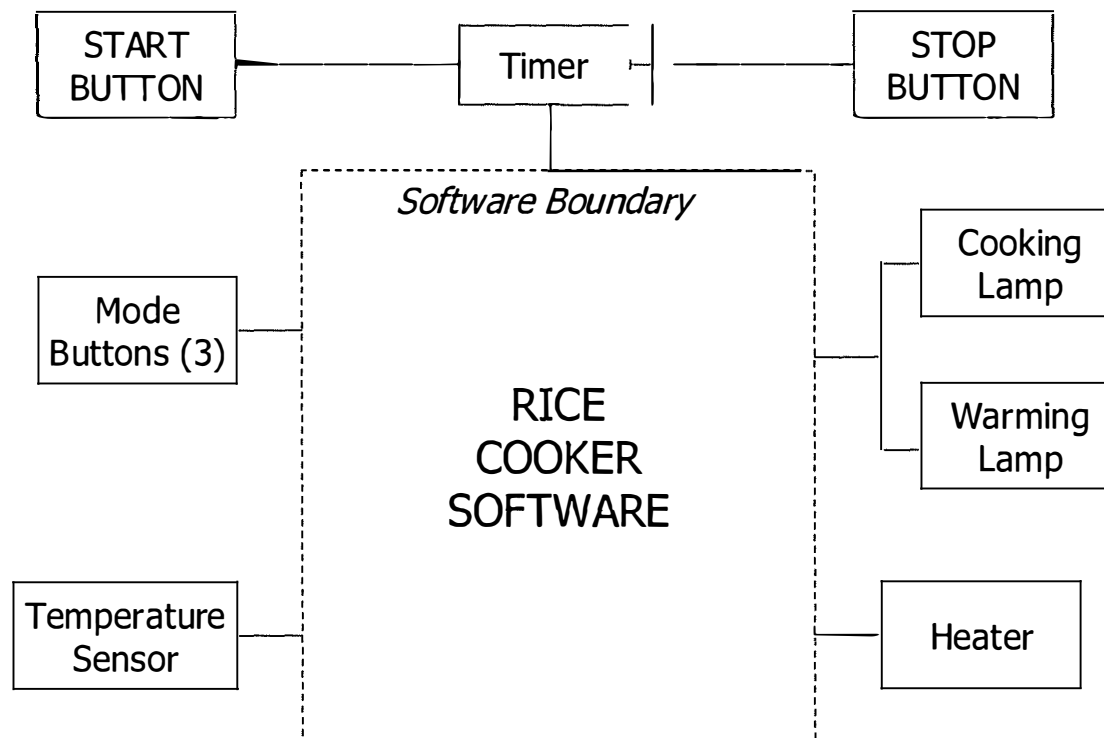 START
BUTTON
Timer
STOP
BUTTON
Software Boundary
Mode
Buttons (3)
Cooking
Lamp
RICE
COOKER
SOFTWARE
Warming
Lamp
Temperature
Sensor
Heater